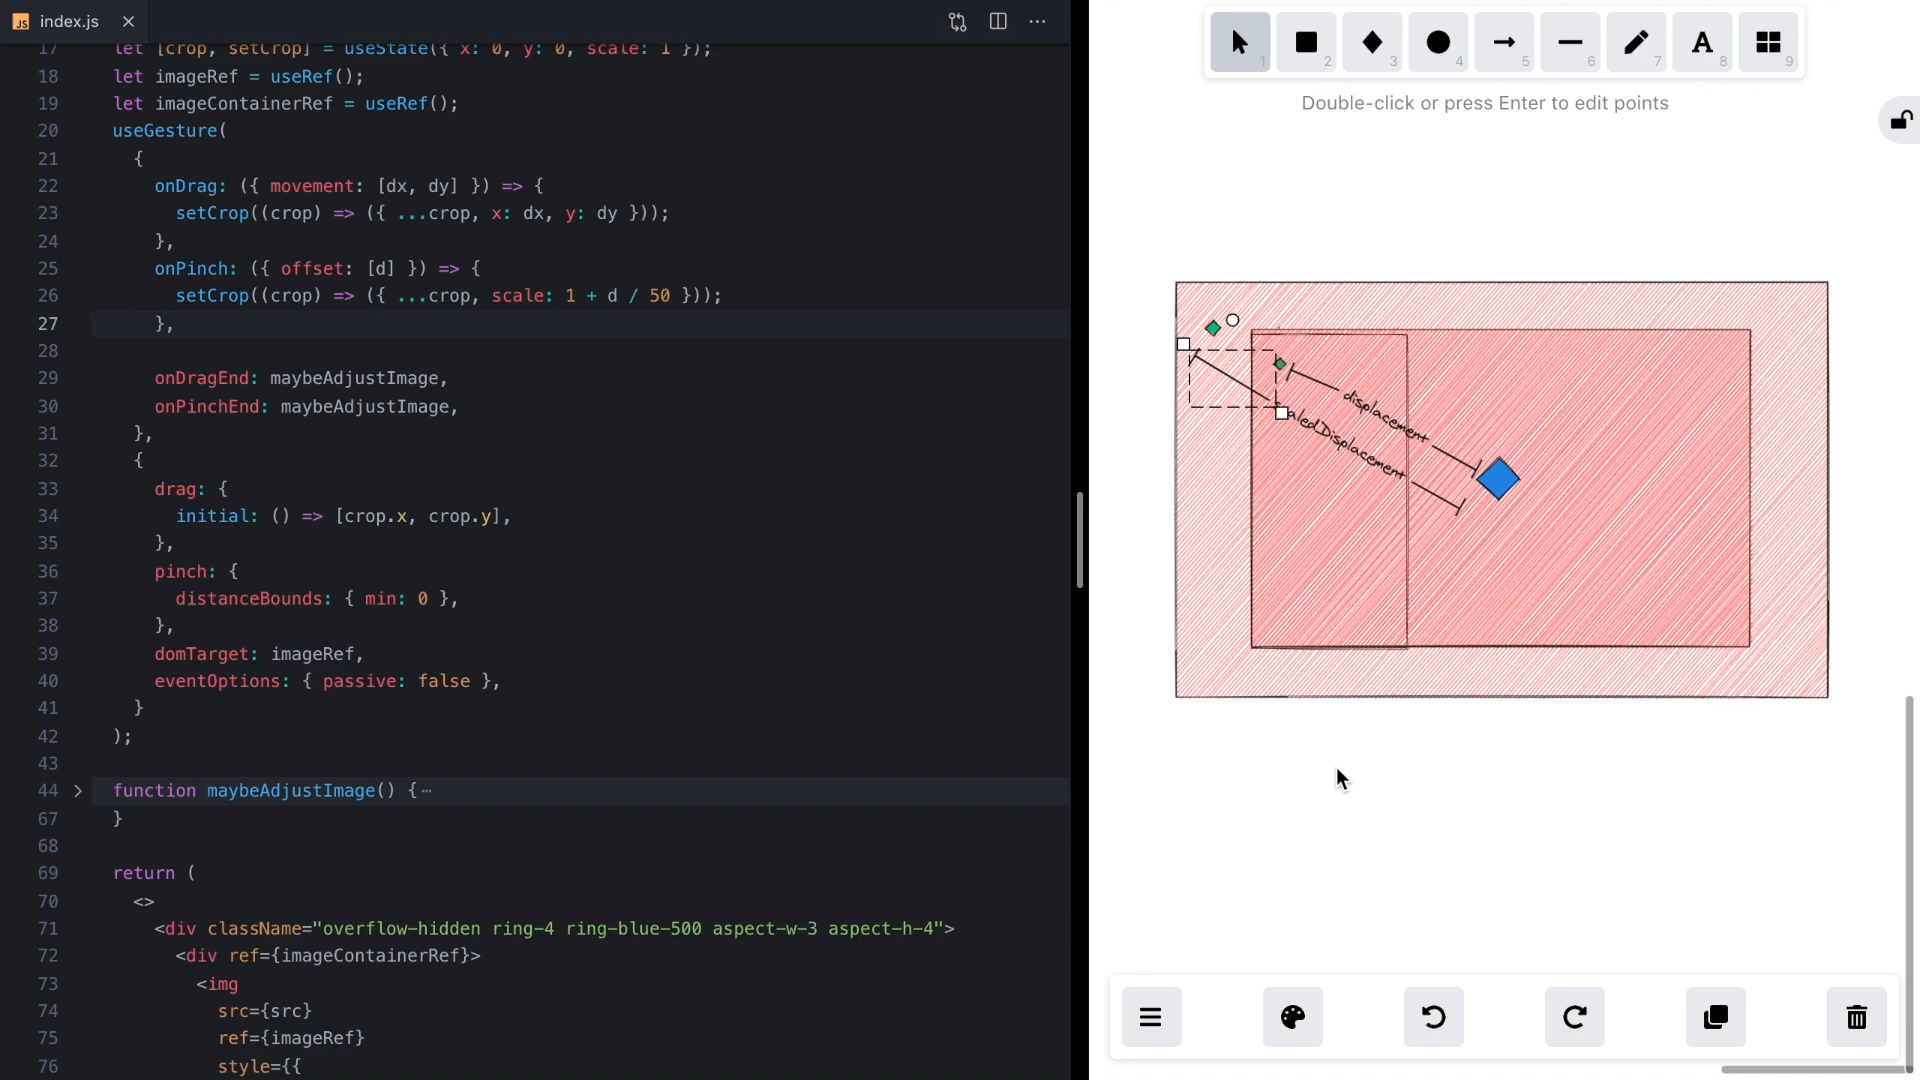 JS index.js
17 let [crop, setCrop] = useState({ x: 0, y: 0, scale: 1 });
18 let imageRef = useRef();
19 let imageContainerRef = useRef();
20 useGesture(
21 {
22 onDrag: ({ movement: [dx, dy] }) => {
23 setCrop((crop) => ({ ...crop, x: dx, y: dy }));
24 },
25 onPinch: ({ offset: [d] }) => {
26 setCrop((crop) => ({ ...crop, scale: 1 + d / 50 }));
27 },
28
29 onDragEnd: maybeAdjustImage,
30 onPinchEnd: maybeAdjustImage,
31 },
32 {
33 drag: {
34 initial: () => [crop.x, crop.y],
35 },
36 pinch: {
37 distanceBounds: { min: 0 },
38 },
39 domTarget: imageRef,
40 eventOptions: { passive: false },
41 }
42 );
43
44 function maybeAdjustImage() {⋯
67 }
68
69 return (
70 <>
71 <div className="overflow-hidden ring-4 ring-blue-500 aspect-w-3 aspect-h-4">
72 <div ref={imageContainerRef}>
73 <img
74 src={src}
75 ref={imageRef}
76 style={{
1 2 3 4 5 6 7 A 8 9
Double-click or press Enter to edit points
displacement